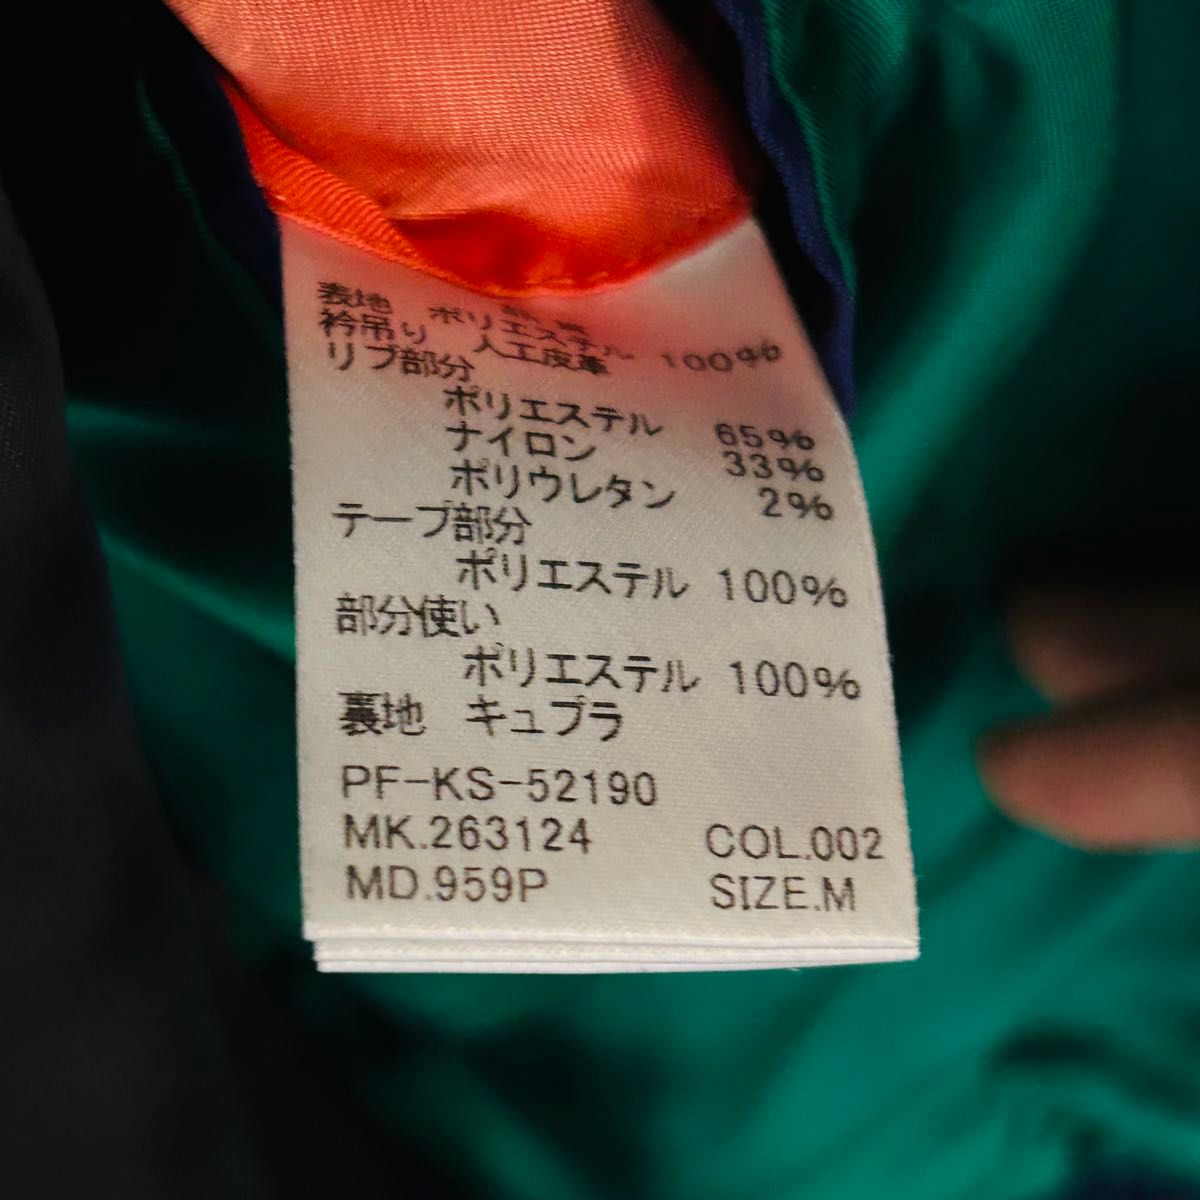 表地 ポリエステル 100%
衿吊り 人工皮革
リブ部分
ポリエステル 65%
ナイロン 33%
ポリウレタン 2%
テープ部分
ポリエステル 100%
部分使い
ポリエステル 100%
裏地 キュプラ
PF-KS-52190
MK.263124 COL.002
MD.959P SIZE.M